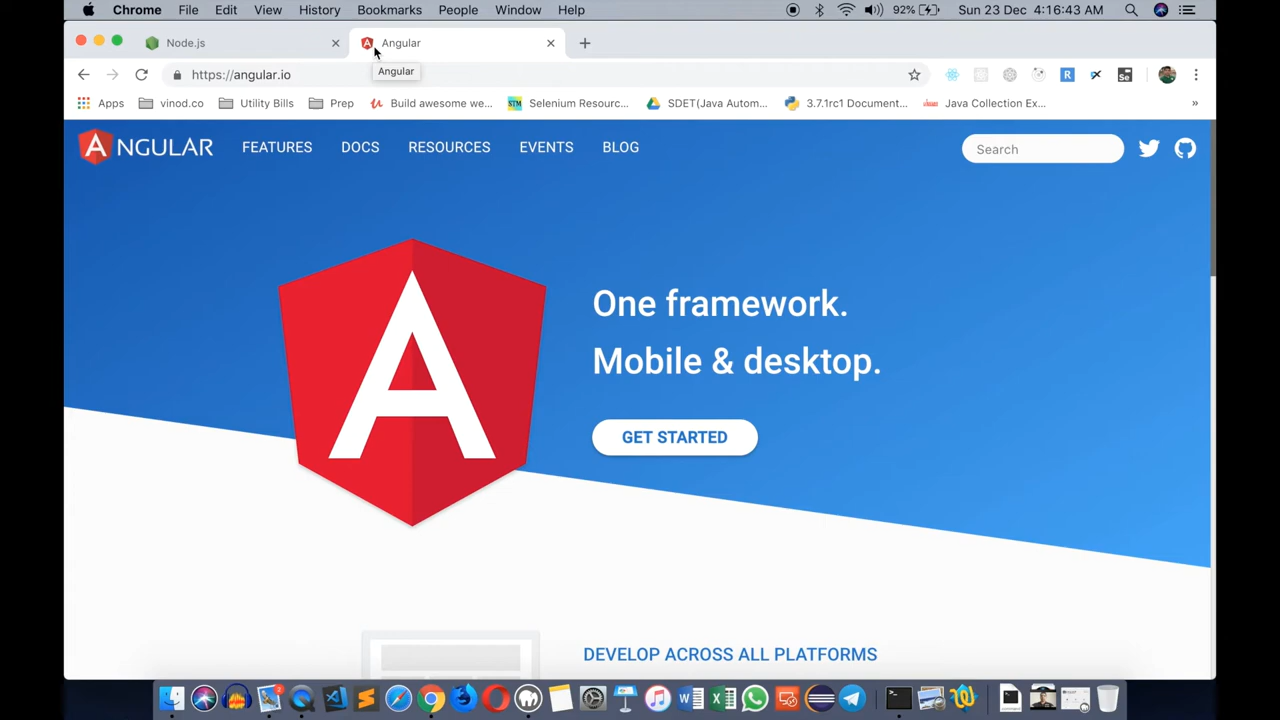 Chrome File Edit View History Bookmarks People Window Help 92% Sun 23 Dec 4:16:43 AM
Node.js Angular
Angular
https://angular.io
Apps vinod.co Utility Bills Prep Build awesome we... STM Selenium Resourc... SDET(Java Autom... 3.7.1rc1 Document... Java Collection Ex... »
ANGULAR FEATURES DOCS RESOURCES EVENTS BLOG Search
One framework.
Mobile & desktop.
GET STARTED
DEVELOP ACROSS ALL PLATFORMS